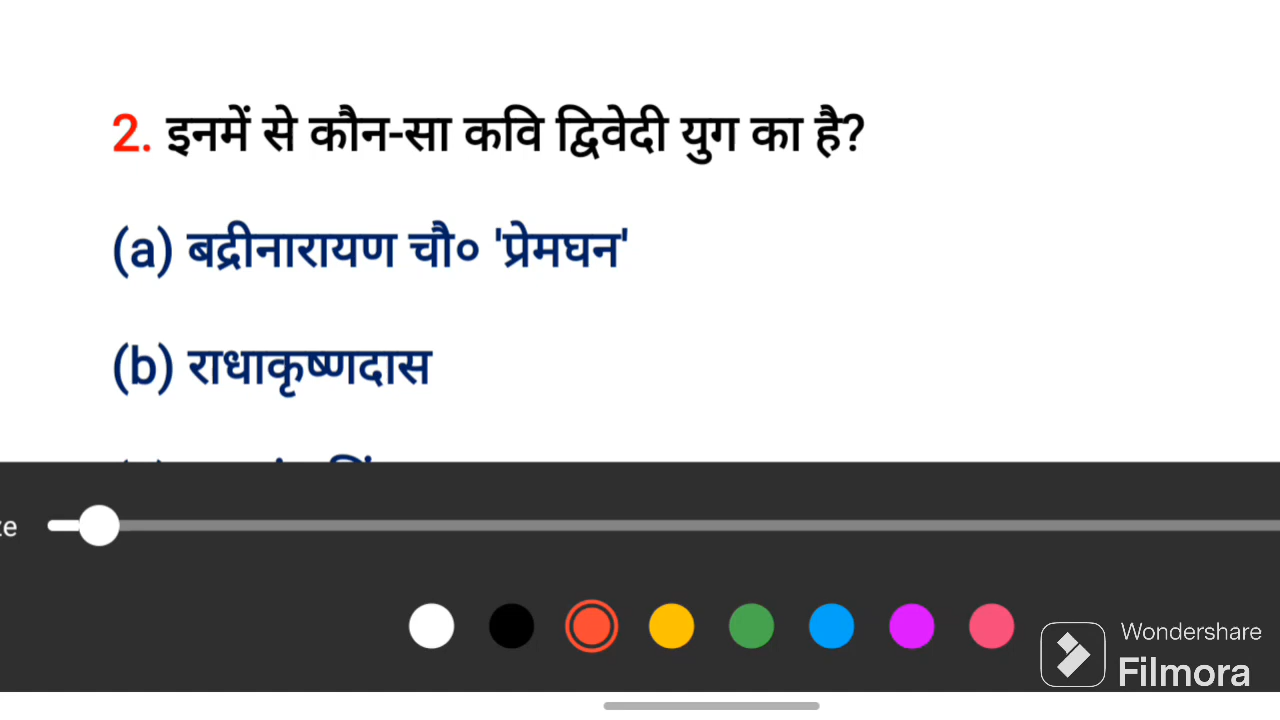 2. इनमें से कौन-सा कवि द्विवेदी युग का है?
(a) बद्रीनारायण चौ० 'प्रेमघन'
(b) राधाकृष्णदास
Wondershare
Filmora